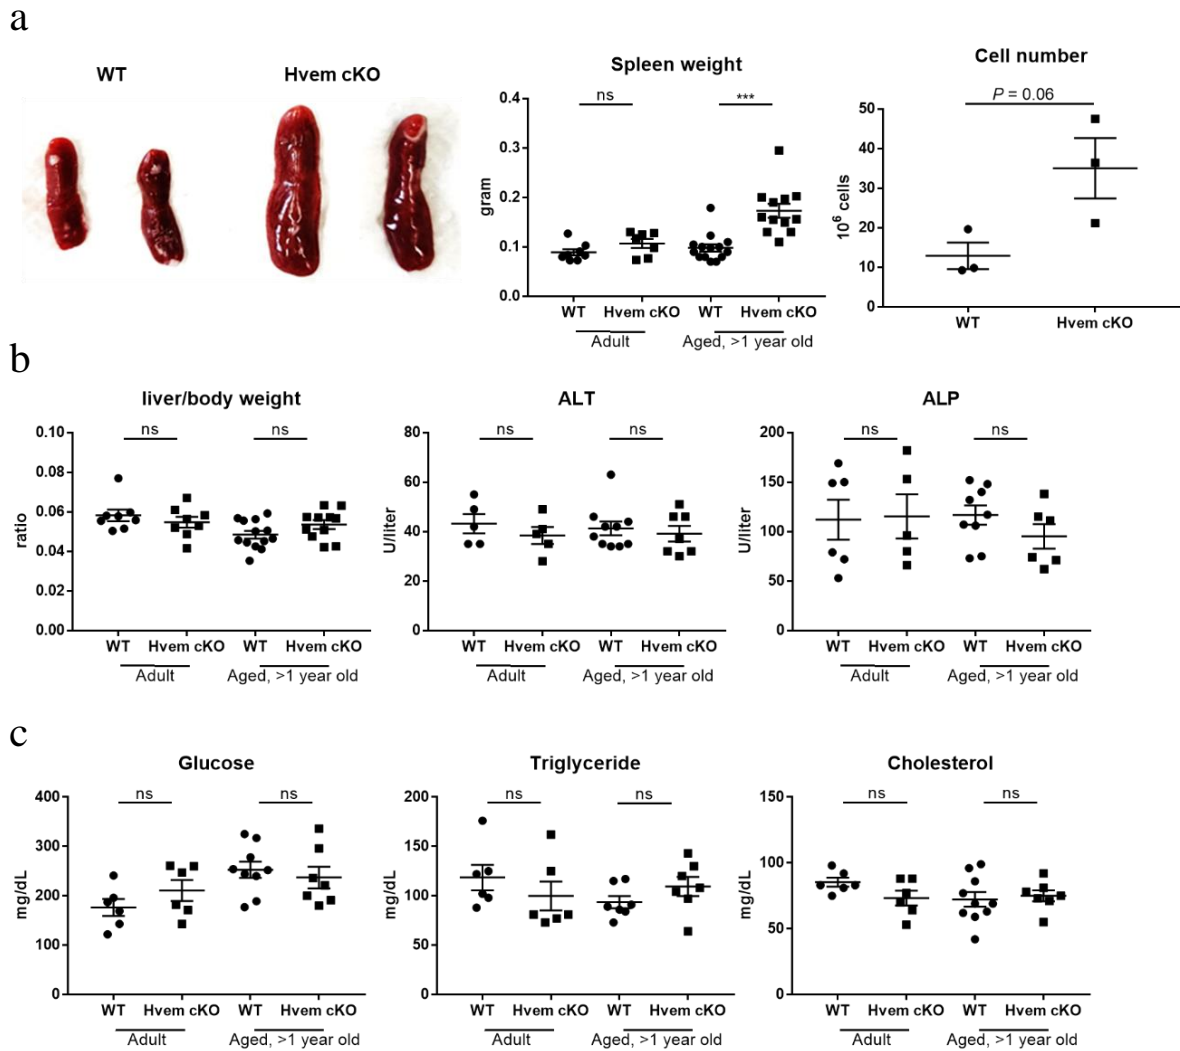 a
WT
Hvem cKO
Spleen weight
ns
***
0.4
0.3
0.2
0.1
0.0
gram
WT
Hvem cKO
WT
Hvem cKO
Adult
Aged, >1 year old
Cell number
P = 0.06
50
40
30
20
10
0
10⁶ cells
WT
Hvem cKO
b
liver/body weight
ns
ns
0.10
0.08
0.06
0.04
0.02
0.00
ratio
WT
Hvem cKO
WT
Hvem cKO
Adult
Aged, >1 year old
ALT
ns
ns
80
60
40
20
0
U/liter
WT
Hvem cKO
WT
Hvem cKO
Adult
Aged, >1 year old
ALP
ns
ns
200
150
100
50
0
U/liter
WT
Hvem cKO
WT
Hvem cKO
Adult
Aged, >1 year old
c
Glucose
ns
ns
400
300
200
100
0
mg/dL
WT
Hvem cKO
WT
Hvem cKO
Adult
Aged, >1 year old
Triglyceride
ns
ns
200
150
100
50
0
mg/dL
WT
Hvem cKO
WT
Hvem cKO
Adult
Aged, >1 year old
Cholesterol
ns
ns
150
100
50
0
mg/dL
WT
Hvem cKO
WT
Hvem cKO
Adult
Aged, >1 year old